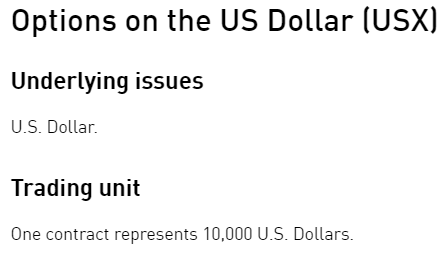 Options on the US Dollar (USX)
Underlying issues
U.S. Dollar.
Trading unit
One contract represents 10,000 U.S. Dollars.